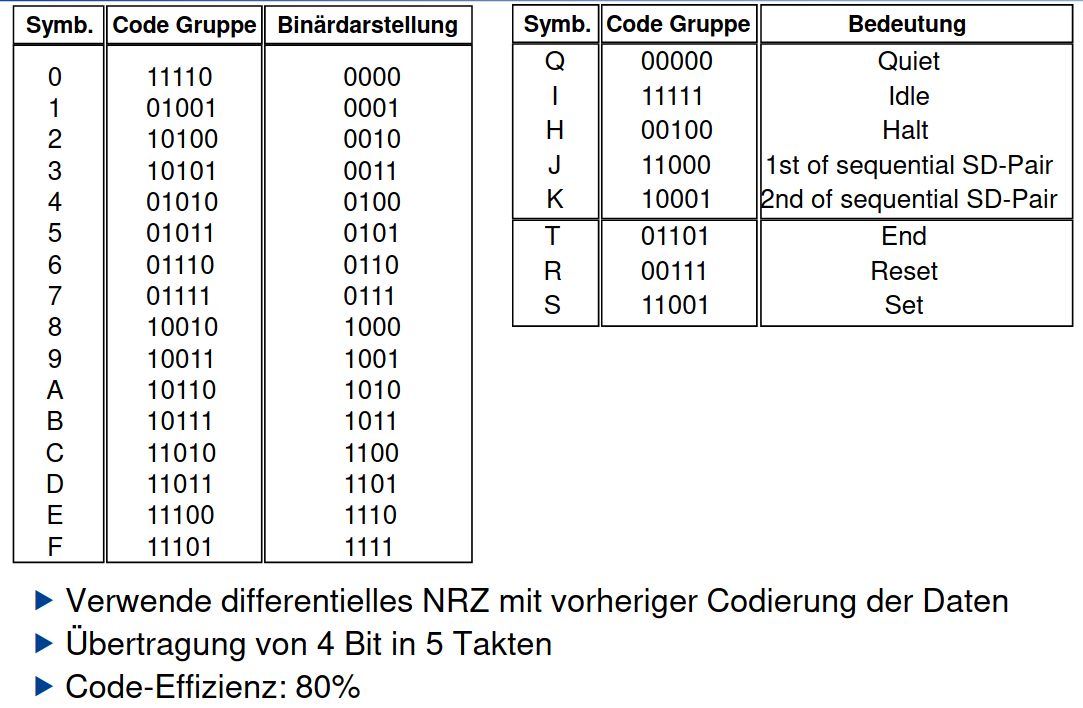 Symb. Code Gruppe Binärdarstellung
0 11110 0000
1 01001 0001
2 10100 0010
3 10101 0011
4 01010 0100
5 01011 0101
6 01110 0110
7 01111 0111
8 10010 1000
9 10011 1001
A 10110 1010
B 10111 1011
C 11010 1100
D 11011 1101
E 11100 1110
F 11101 1111
Symb. Code Gruppe Bedeutung
Q 00000 Quiet
I 11111 Idle
H 00100 Halt
J 11000 1st of sequential SD-Pair
K 10001 2nd of sequential SD-Pair
T 01101 End
R 00111 Reset
S 11001 Set
Verwende differentielles NRZ mit vorheriger Codierung der Daten
Übertragung von 4 Bit in 5 Takten
Code-Effizienz: 80%